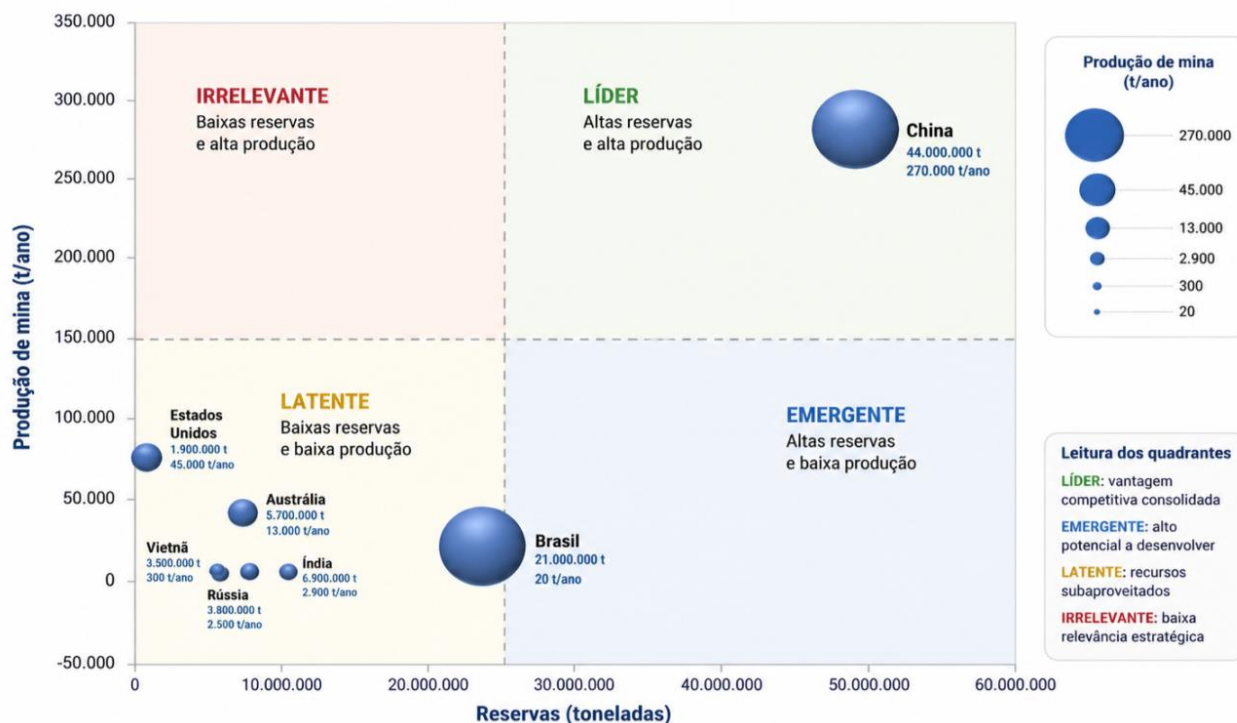 350.000
300.000
250.000
200.000
150.000
100.000
50.000
0
-50.000
Produção de mina (t/ano)
IRRELEVANTE
Baixas reservas
e alta produção
LÍDER
Altas reservas
e alta produção
China
44.000.000 t
270.000 t/ano
LATENTE
Baixas reservas
e baixa produção
EMERGENTE
Altas reservas
e baixa produção
Estados
Unidos
1.900.000 t
45.000 t/ano
Austrália
5.700.000 t
13.000 t/ano
Vietnã
3.500.000 t
300 t/ano
Rússia
3.800.000 t
2.500 t/ano
Índia
6.900.000 t
2.900 t/ano
Brasil
21.000.000 t
20 t/ano
0
10.000.000
20.000.000
30.000.000
40.000.000
50.000.000
60.000.000
Reservas (toneladas)
Produção de mina
(t/ano)
270.000
45.000
13.000
2.900
300
20
Leitura dos quadrantes
LÍDER: vantagem
competitiva consolidada
EMERGENTE: alto
potencial a desenvolver
LATENTE: recursos
subaproveitados
IRRELEVANTE: baixa
relevância estratégica